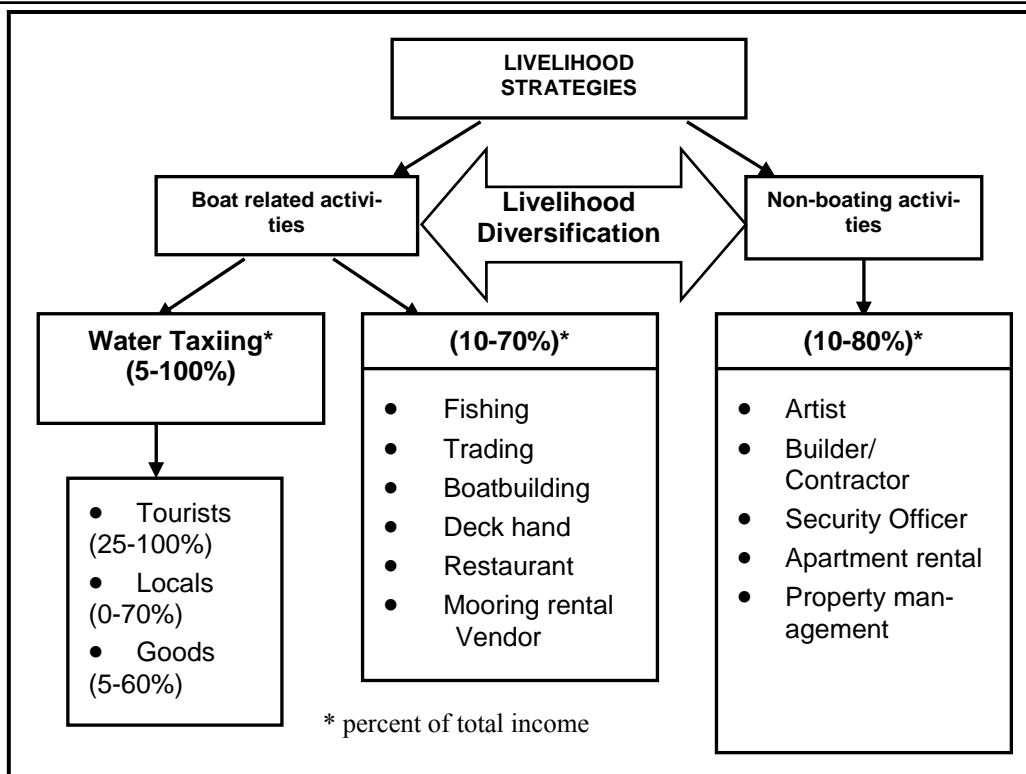 LIVELIHOOD
STRATEGIES
Boat related activi-
ties
Livelihood
Diversification
Non-boating activi-
ties
Water Taxiing*
(5-100%)
(10-70%)*
(10-80%)*
● Tourists
(25-100%)
● Locals
(0-70%)
● Goods
(5-60%)
● Fishing
● Trading
● Boatbuilding
● Deck hand
● Restaurant
● Mooring rental
Vendor
● Artist
● Builder/
Contractor
● Security Officer
● Apartment rental
● Property man-
agement
* percent of total income